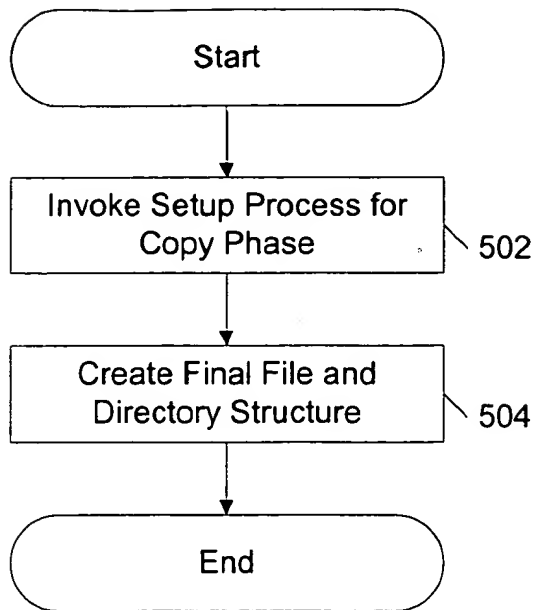 Start
Invoke Setup Process for
Copy Phase
502
Create Final File and
Directory Structure
504
End